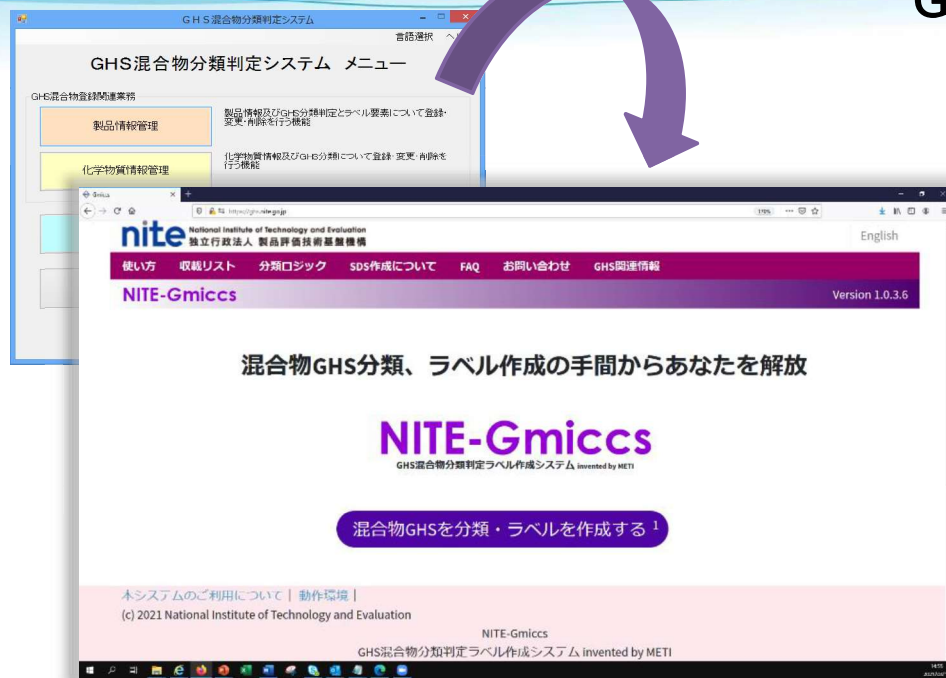 G
GHS混合物分類判定システム
言語選択
GHS混合物分類判定システム メニュー
GHS混合物登録関連業務
製品情報管理
製品情報及びGHS分類判定とラベル要素について登録・
変更・削除を行う機能
化学物質情報管理
化学物質情報及びGHS分類について登録・変更・削除を
行う機能
Gmiccs
https://ghs.nite.go.jp
nite National Institute of Technology and Evaluation
独立行政法人 製品評価技術基盤機構
English
使い方 収載リスト 分類ロジック SDS作成について FAQ お問い合わせ GHS関連情報
NITE-Gmiccs
Version 1.0.3.6
混合物GHS分類、ラベル作成の手間からあなたを解放
NITE-Gmiccs
GHS混合物分類判定ラベル作成システム invented by METI
混合物GHSを分類・ラベルを作成する 1
本システムのご利用について| 動作環境|
(c) 2021 National Institute of Technology and Evaluation
NITE-Gmiccs
GHS混合物分類判定ラベル作成システム invented by METI